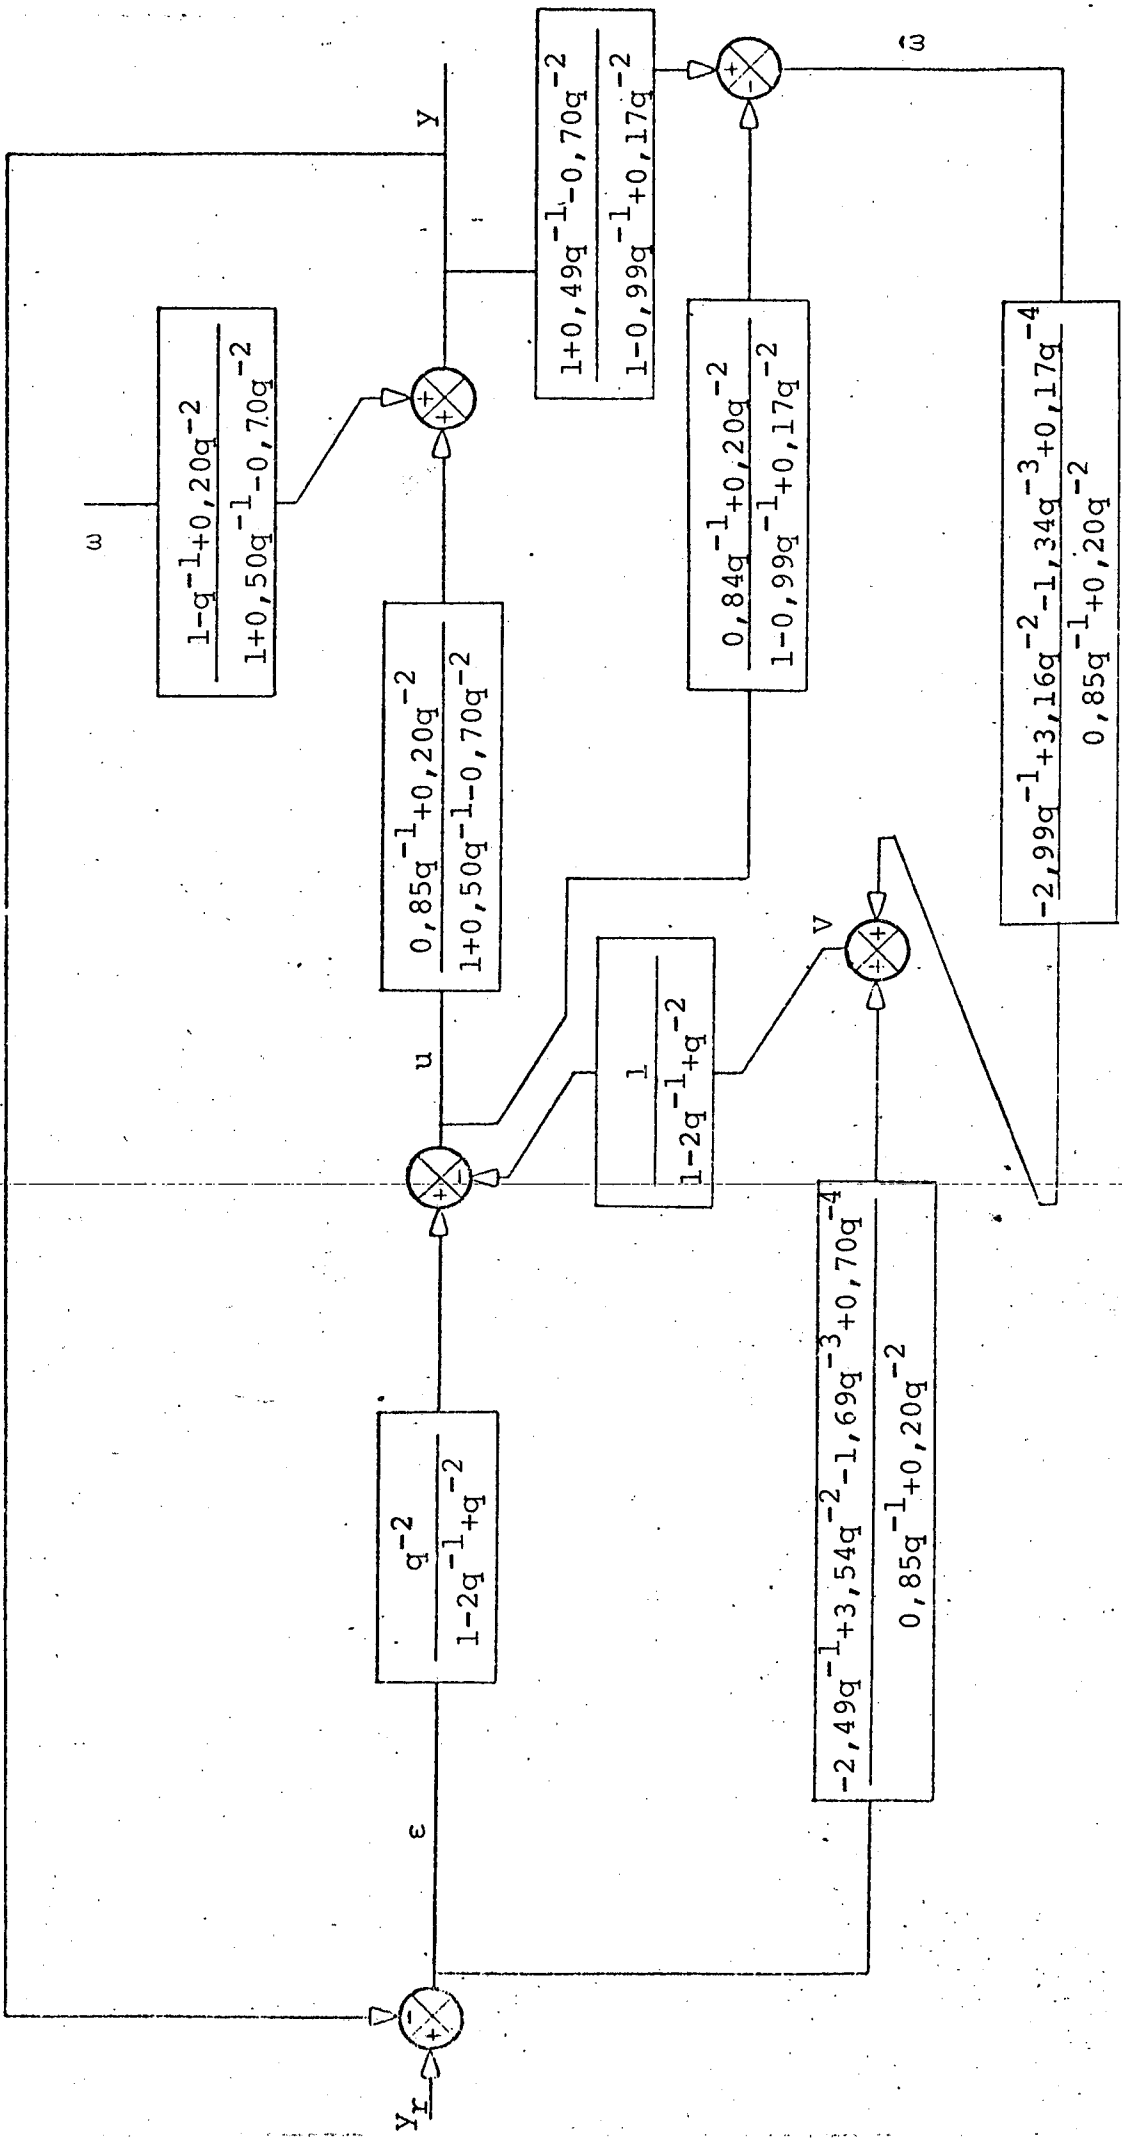 ω
1-q⁻¹+0,20q⁻²
1+0,50q⁻¹-0,70q⁻²
y_r
+
-
ε
q⁻²
1-2q⁻¹+q⁻²
+
-
u
0,85q⁻¹+0,20q⁻²
1+0,50q⁻¹-0,70q⁻²
+
+
y
1+0,49q⁻¹-0,70q⁻²
1-0,99q⁻¹+0,17q⁻²
1
1-2q⁻¹+q⁻²
0,84q⁻¹+0,20q⁻²
1-0,99q⁻¹+0,17q⁻²
+
-
-2,49q⁻¹+3,54q⁻²-1,69q⁻³+0,70q⁻⁴
0,85q⁻¹+0,20q⁻²
+
+
V
ω̂
-2,99q⁻¹+3,16q⁻²-1,34q⁻³+0,17q⁻⁴
0,85q⁻¹+0,20q⁻²